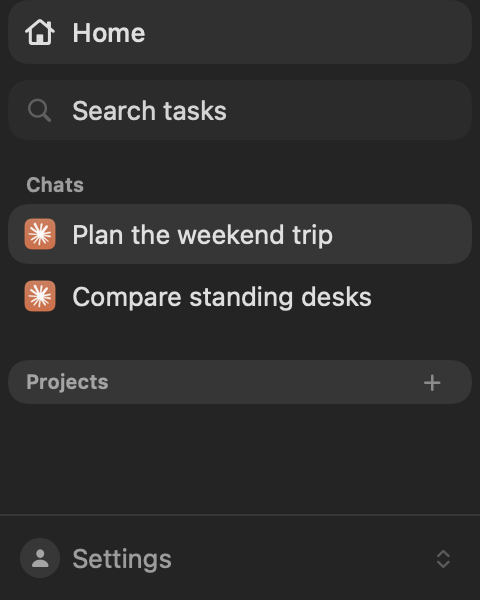 Home
Search tasks
Chats
Plan the weekend trip
Compare standing desks
Projects
Settings